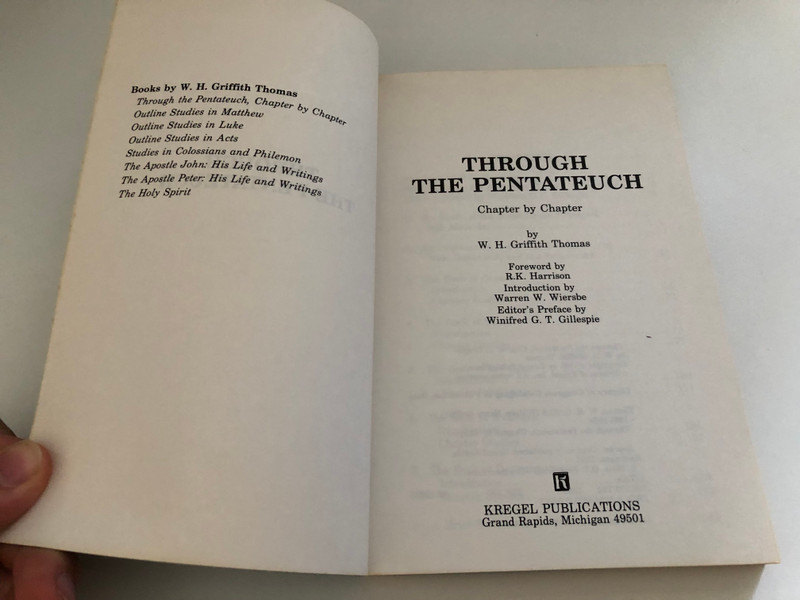 Books by W. H. Griffith Thomas
Through the Pentateuch, Chapter by Chapter
Outline Studies in Matthew
Outline Studies in Luke
Outline Studies in Acts
Studies in Colossians and Philemon
The Apostle John: His Life and Writings
The Apostle Peter: His Life and Writings
The Holy Spirit
THROUGH
THE PENTATEUCH
Chapter by Chapter
by
W. H. Griffith Thomas
Foreword by
R.K. Harrison
Introduction by
Warren W. Wiersbe
Editor's Preface by
Winifred G. T. Gillespie
K
KREGEL PUBLICATIONS
Grand Rapids, Michigan 49501